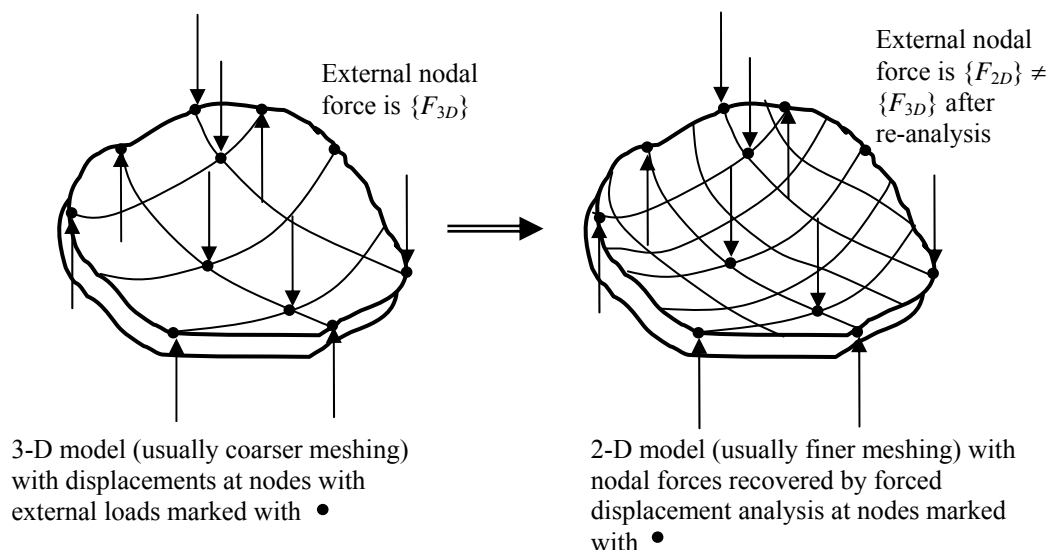 External nodal
force is {F3D}
External nodal
force is {F2D} ≠
{F3D} after
re-analysis
3-D model (usually coarser meshing)
with displacements at nodes with
external loads marked with ●
2-D model (usually finer meshing) with
nodal forces recovered by forced
displacement analysis at nodes marked
with ●